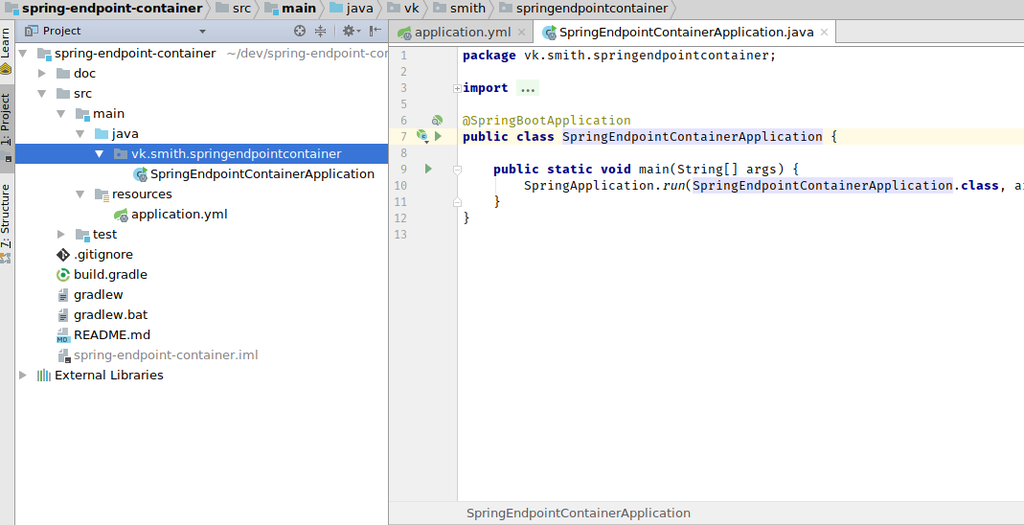 spring-endpoint-container src main java vk smith springendpointcontainer
Learn
1: Project
7: Structure
Project
spring-endpoint-container ~/dev/spring-endpoint-cor
doc
src
main
java
vk.smith.springendpointcontainer
SpringEndpointContainerApplication
resources
application.yml
test
.gitignore
build.gradle
gradlew
gradlew.bat
README.md
spring-endpoint-container.iml
External Libraries
application.yml SpringEndpointContainerApplication.java
1 package vk.smith.springendpointcontainer;
2
3 import ...
5
6 @SpringBootApplication
7 public class SpringEndpointContainerApplication {
8
9 public static void main(String[] args) {
10 SpringApplication.run(SpringEndpointContainerApplication.class, a
11 }
12 }
13
SpringEndpointContainerApplication